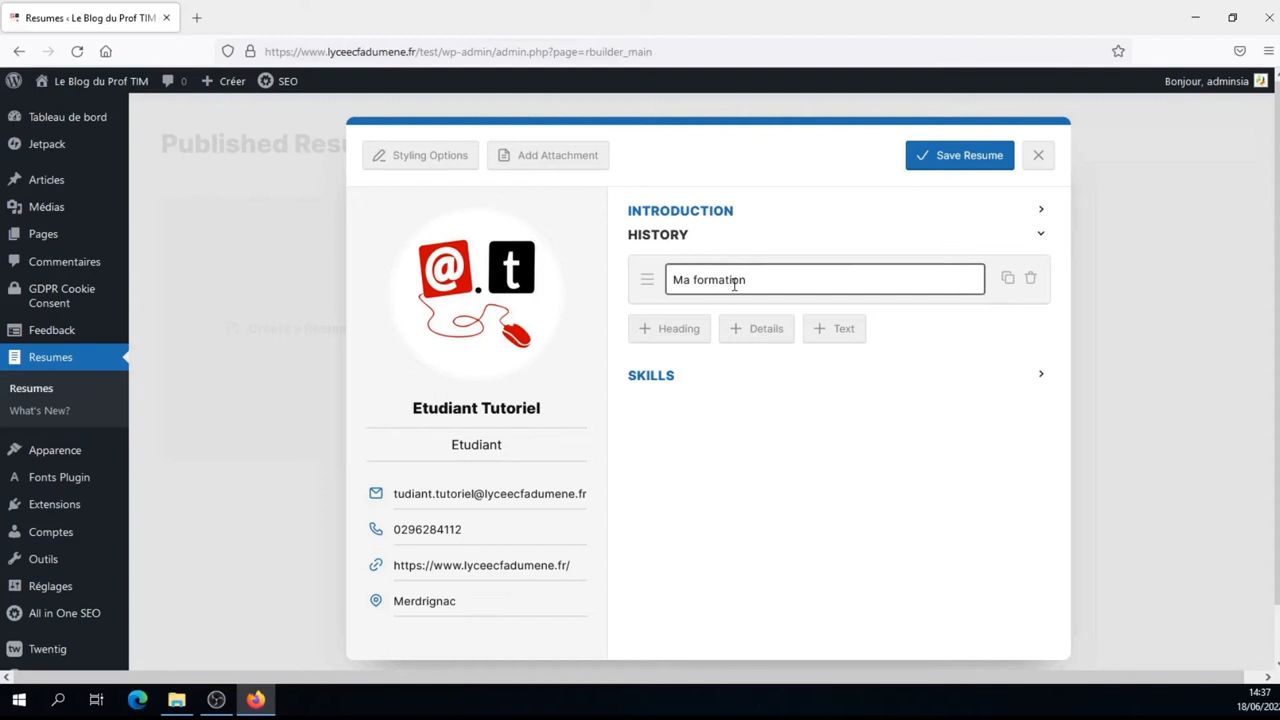 Resumes ‹ Le Blog du Prof TIM
https://www.lyceecfadumene.fr/test/wp-admin/admin.php?page=rbuilder_main
Le Blog du Prof TIM 0 Créer SEO Bonjour, adminsia
Tableau de bord
Jetpack
Articles
Médias
Pages
Commentaires
GDPR Cookie
Consent
Feedback
Resumes
Resumes
What's New?
Apparence
Fonts Plugin
Extensions
Comptes
Outils
Réglages
All in One SEO
tw Twentig
Published Resu
Styling Options Add Attachment Save Resume
@.t
Etudiant Tutoriel
Etudiant
tudiant.tutoriel@lyceecfadumene.fr
0296284112
https://www.lyceecfadumene.fr/
Merdrignac
INTRODUCTION
HISTORY
Ma formation
Heading Details Text
SKILLS
14:37
18/06/202